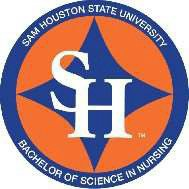 SAM HOUSTON STATE UNIVERSITY
SH
TM
BACHELOR OF SCIENCE IN NURSING